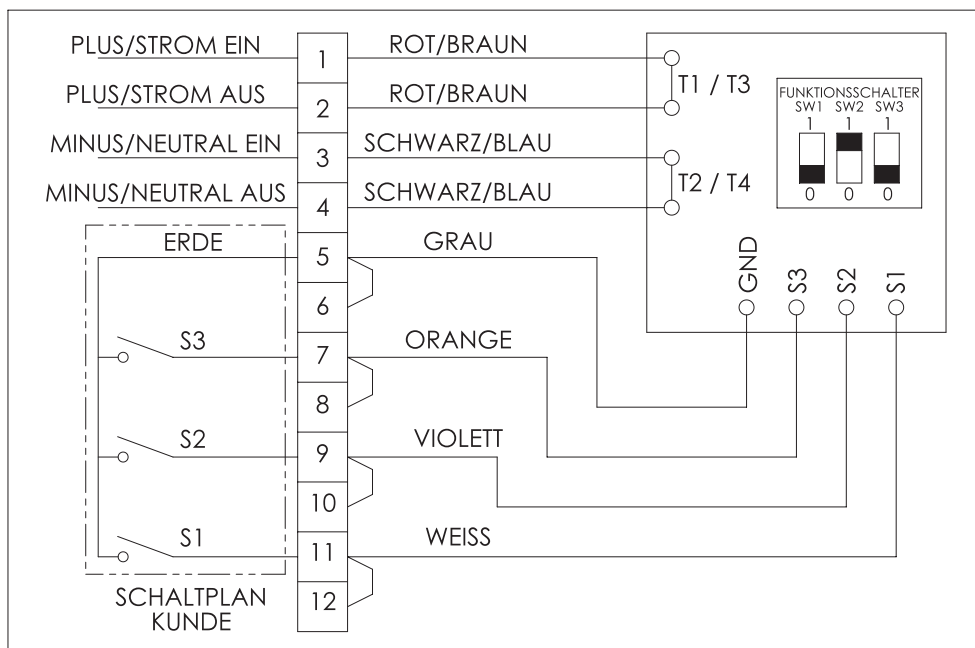 PLUS/STROM EIN
1
ROT/BRAUN
T1 / T3
PLUS/STROM AUS
2
ROT/BRAUN
FUNKTIONSSCHALTER
SW1 SW2 SW3
1 1 1
0 0 0
MINUS/NEUTRAL EIN
3
SCHWARZ/BLAU
T2 / T4
MINUS/NEUTRAL AUS
4
SCHWARZ/BLAU
ERDE
5
GRAU
GND
S3
S2
S1
6
S3
7
ORANGE
8
S2
9
VIOLETT
10
S1
11
WEISS
12
SCHALTPLAN
KUNDE